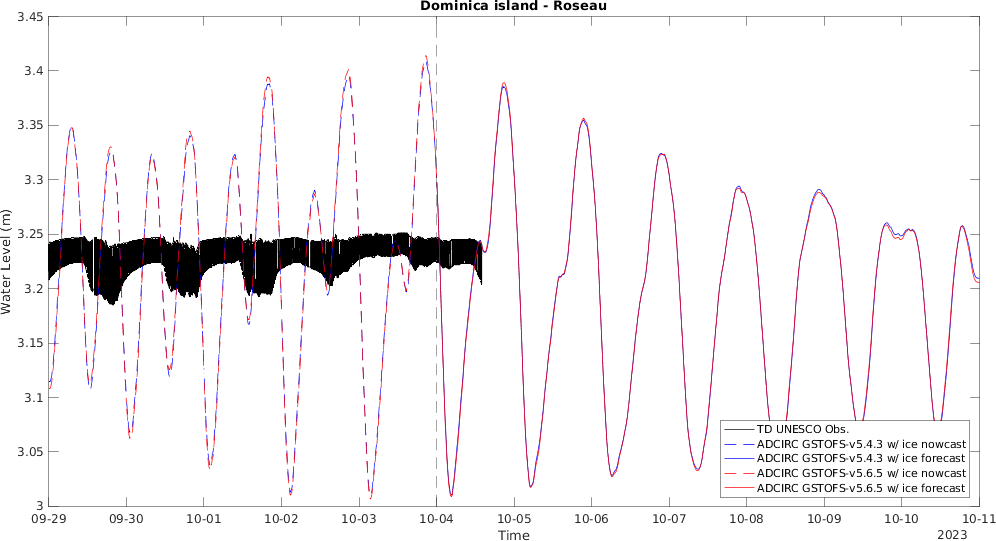 Dominica island - Roseau
Water Level (m)
3.45
3.4
3.35
3.3
3.25
3.2
3.15
3.1
3.05
3
TD UNESCO Obs.
ADCIRC GSTOFS-v5.4.3 w/ ice nowcast
ADCIRC GSTOFS-v5.4.3 w/ ice forecast
ADCIRC GSTOFS-v5.6.5 w/ ice nowcast
ADCIRC GSTOFS-v5.6.5 w/ ice forecast
09-29 09-30 10-01 10-02 10-03 10-04 10-05 10-06 10-07 10-08 10-09 10-10 10-11
Time
2023